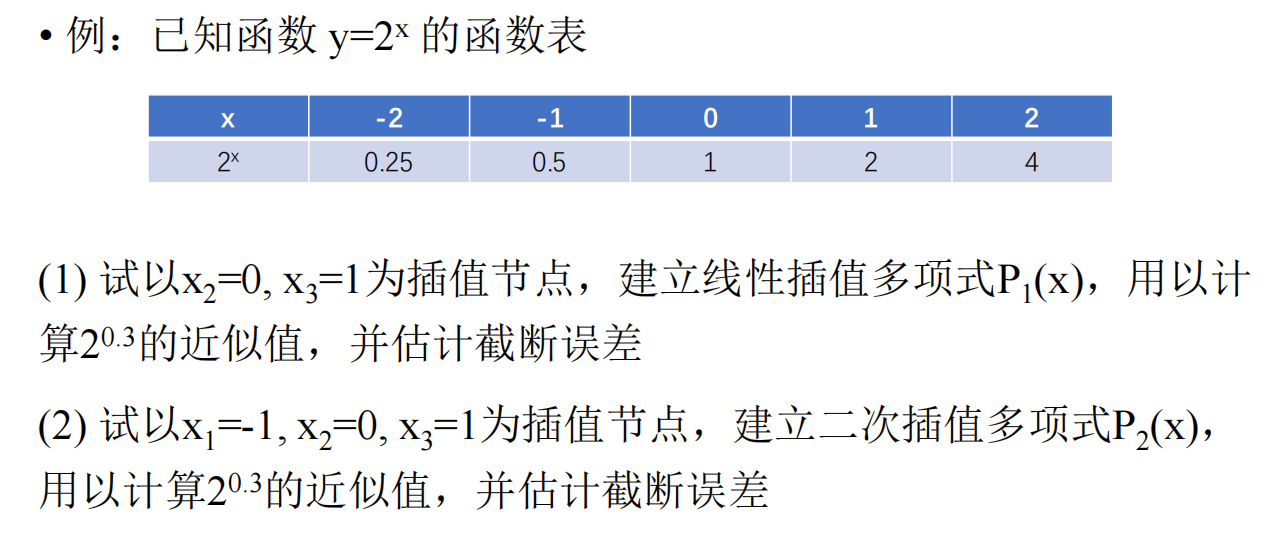 • 例：已知函数 y=2ˣ 的函数表
x -2 -1 0 1 2
2ˣ 0.25 0.5 1 2 4
(1) 试以x₂=0, x₃=1为插值节点，建立线性插值多项式P₁(x)，用以计
算2⁰·³的近似值，并估计截断误差
(2) 试以x₁=-1, x₂=0, x₃=1为插值节点，建立二次插值多项式P₂(x)，
用以计算2⁰·³的近似值，并估计截断误差